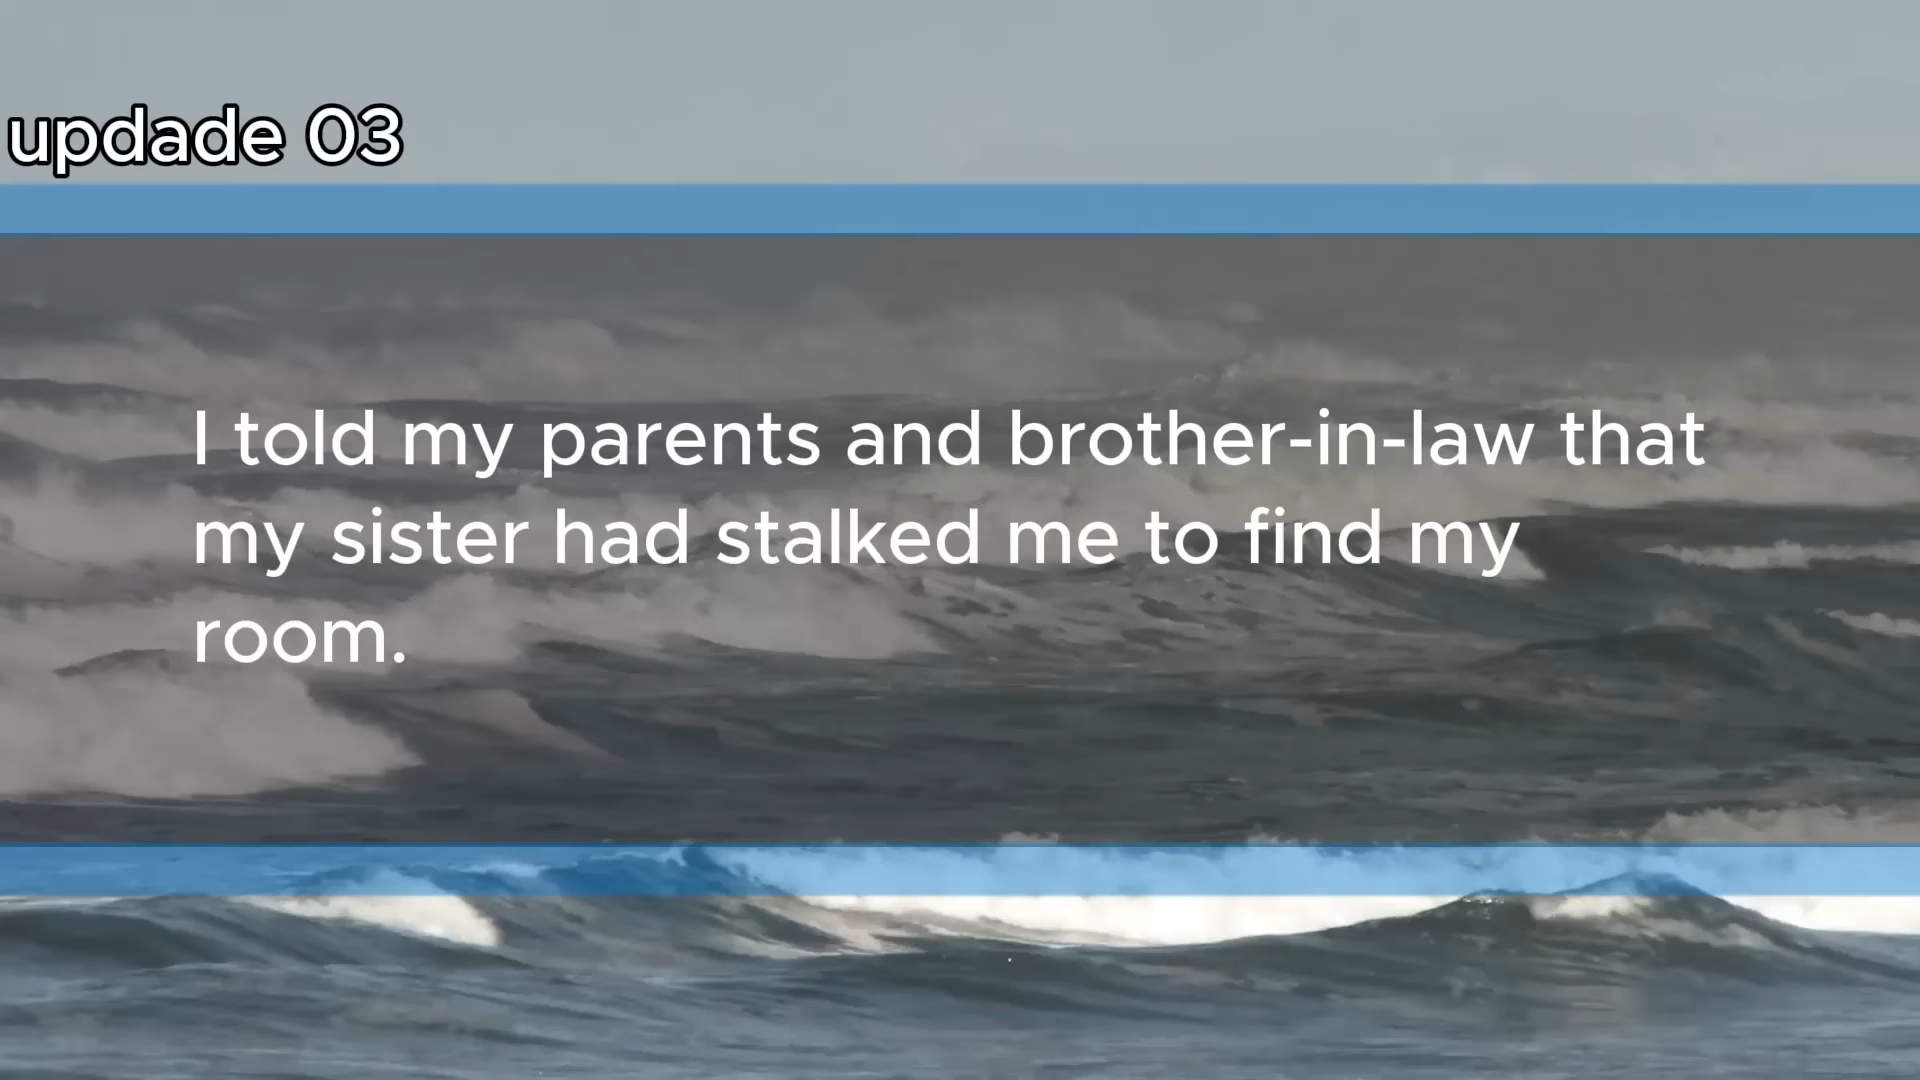 updade 03
I told my parents and brother-in-law that
my sister had stalked me to find my
room.